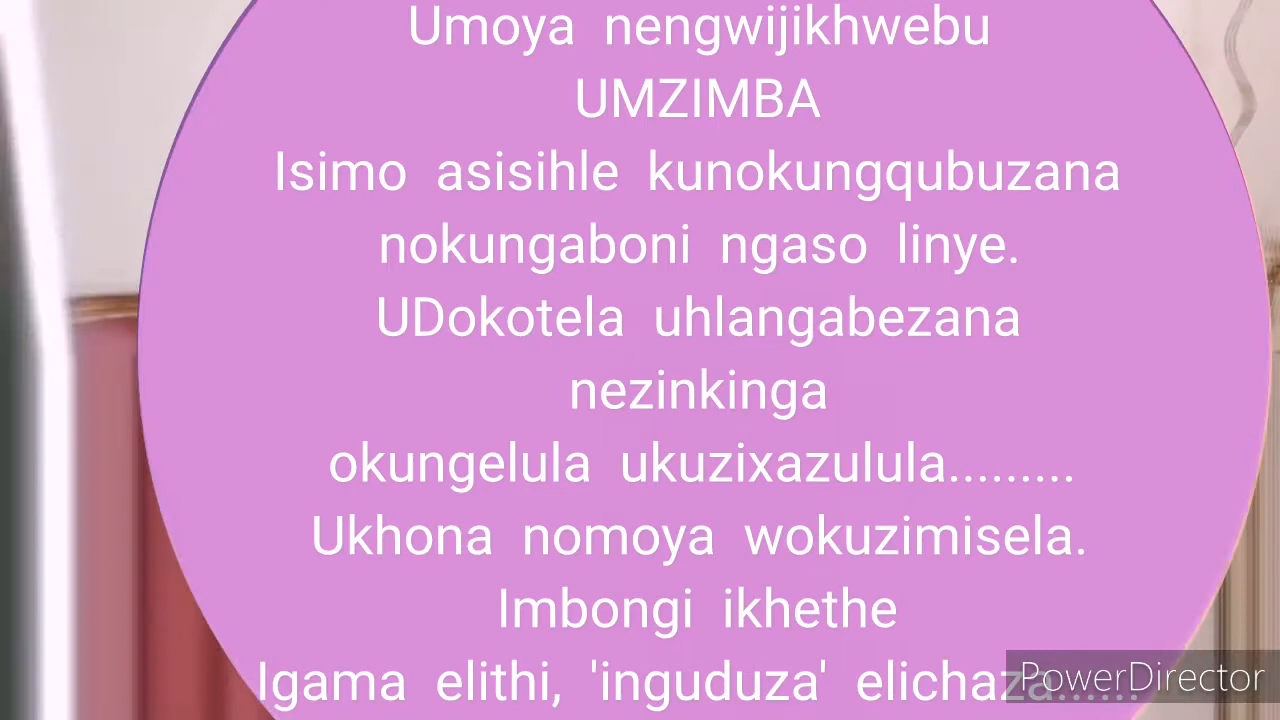 Umoya nengwijikhwebu
UMZIMBA
Isimo asisihle kunokungqubuzana
nokungaboni ngaso linye.
UDokotela uhlangabezana
nezinkinga
okungelula ukuzixazulula.........
Ukhona nomoya wokuzimisela.
Imbongi ikhethe
Igama elithi, 'inguduza' elichaza......
PowerDirector